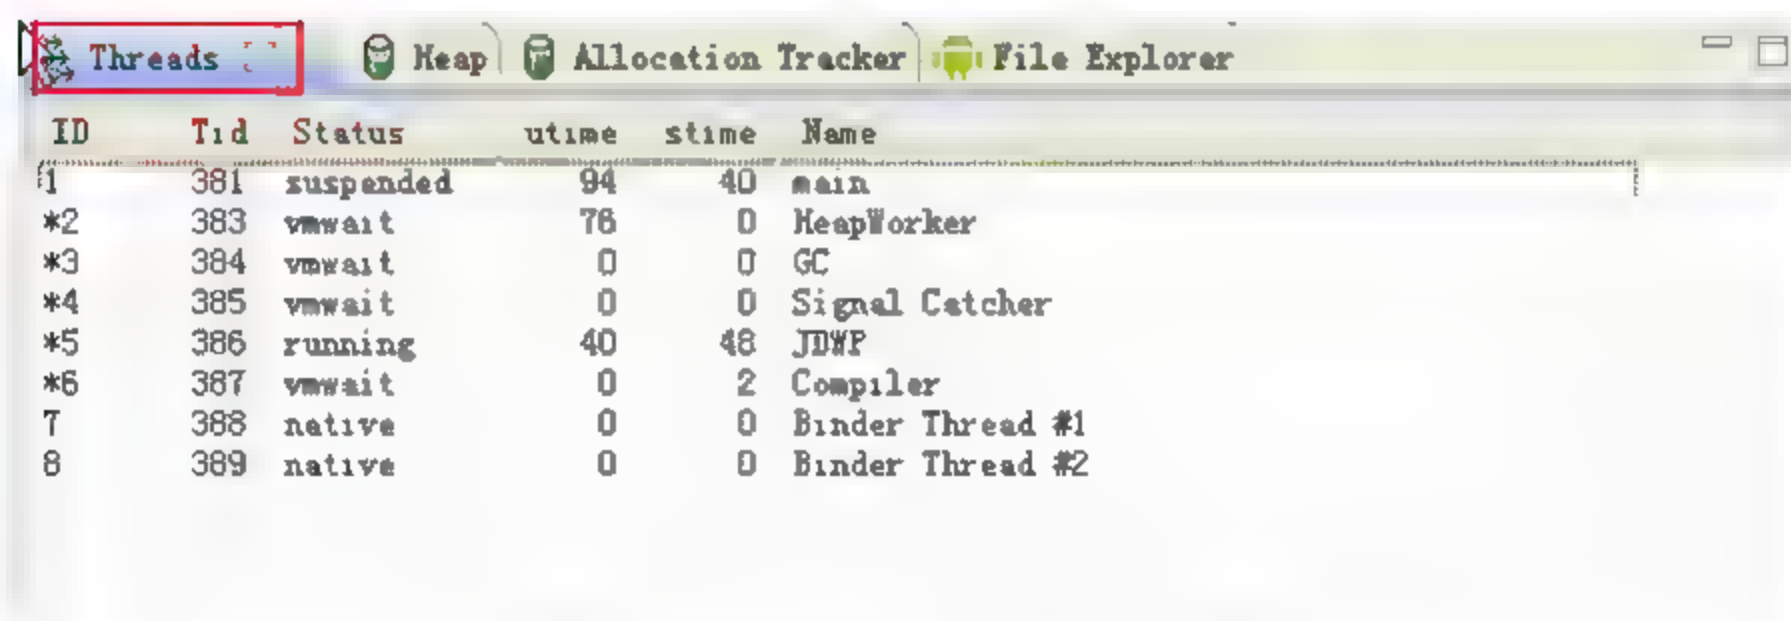 Threads Heap Allocation Tracker File Explorer
ID Tid Status utime stime Name
1 381 suspended 94 40 main
*2 383 vmwait 76 0 HeapWorker
*3 384 vmwait 0 0 GC
*4 385 vmwait 0 0 Signal Catcher
*5 386 running 40 48 JDWP
*6 387 vmwait 0 2 Compiler
7 388 native 0 0 Binder Thread #1
8 389 native 0 0 Binder Thread #2